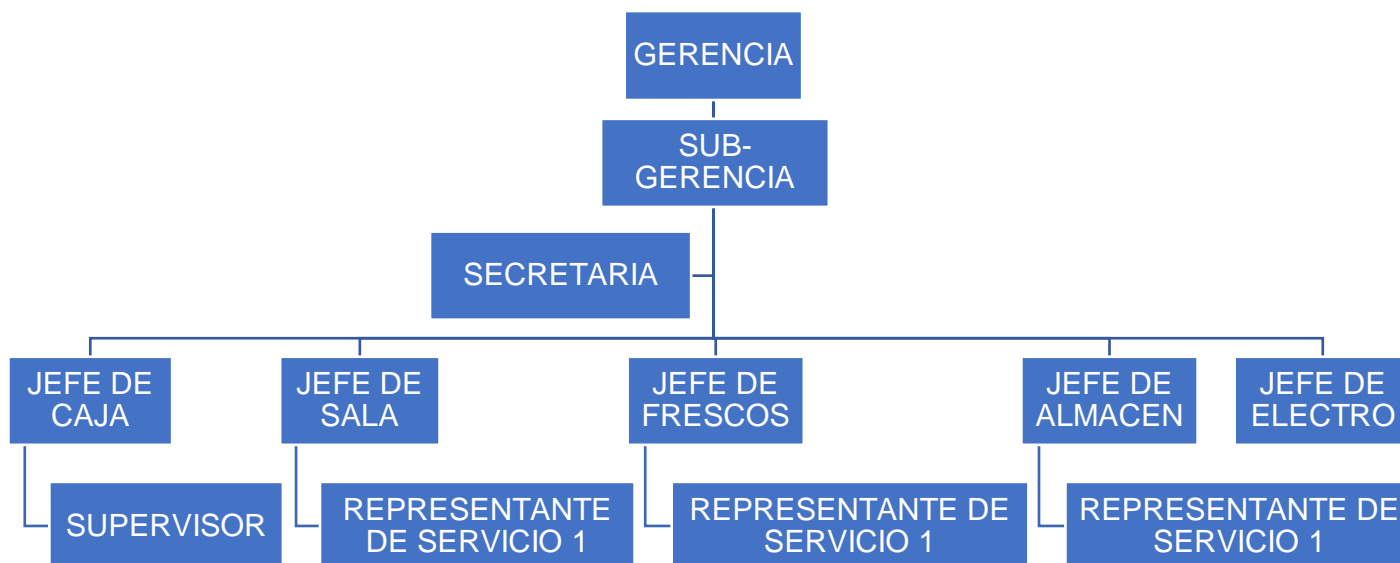 GERENCIA
SUB-
GERENCIA
SECRETARIA
JEFE DE
CAJA
JEFE DE
SALA
JEFE DE
FRESCOS
JEFE DE
ALMACEN
JEFE DE
ELECTRO
SUPERVISOR
REPRESENTANTE
DE SERVICIO 1
REPRESENTANTE DE
SERVICIO 1
REPRESENTANTE DE
SERVICIO 1